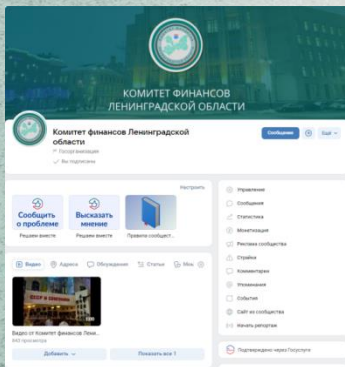 КОМИТЕТ ФИНАНСОВ
ЛЕНИНГРАДСКОЙ ОБЛАСТИ
Комитет финансов Ленинградской
области
Госорганизация
Вы подписаны
Сообщение
Ещё
Настроить
Сообщить
о проблеме
Высказать
мнение
Решаем вместе
Решаем вместе
Правила сообщест...
Видео
Адреса
Обсуждения
Статьи
Видео от Комитет финансов Лени...
Добавить
Показать все 1
Управление
Сообщения
Статистика
Монетизация
Реклама сообщества
Страйки
Комментарии
Упоминания
События
Сайт из сообщества
Начать репортаж
Подтверждено через Госуслуги